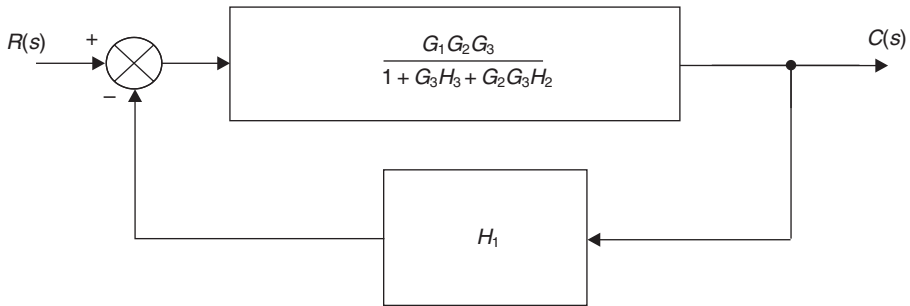 R(s)
+
−
G₁G₂G₃
1 + G₃H₃ + G₂G₃H₂
C(s)
H₁